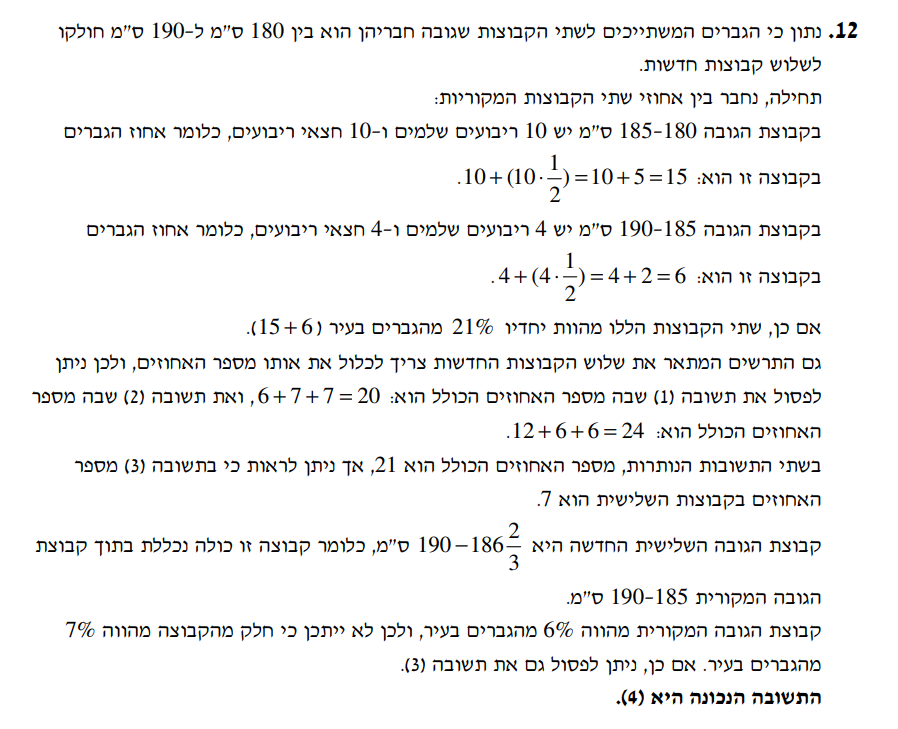 12. נתון כי הגברים המשתייכים לשתי הקבוצות שגובה חבריהן הוא בין 180 ס"מ ל-190 ס"מ חולקו
לשלוש קבוצות חדשות.
תחילה, נחבר בין אחוזי שתי הקבוצות המקוריות:
בקבוצת הגובה 185-180 ס"מ יש 10 ריבועים שלמים ו-10 חצאי ריבועים, כלומר אחוז הגברים
בקבוצה זו הוא: 10+(10·1/2)=10+5=15.
בקבוצת הגובה 190-185 ס"מ יש 4 ריבועים שלמים ו-4 חצאי ריבועים, כלומר אחוז הגברים
בקבוצה זו הוא: 4+(4·1/2)=4+2=6.
אם כן, שתי הקבוצות הללו מהוות יחדיו 21% מהגברים בעיר (15+6).
גם התרשים המתאר את שלוש הקבוצות החדשות צריך לכלול את אותו מספר האחוזים, ולכן ניתן
לפסול את תשובה (1) שבה מספר האחוזים הכולל הוא: 6+7+7=20, ואת תשובה (2) שבה מספר
האחוזים הכולל הוא: 12+6+6=24.
בשתי התשובות הנותרות, מספר האחוזים הכולל הוא 21, אך ניתן לראות כי בתשובה (3) מספר
האחוזים בקבוצות השלישית הוא 7.
קבוצת הגובה השלישית החדשה היא 190-186 2/3 ס"מ, כלומר קבוצה זו כולה נכללת בתוך קבוצת
הגובה המקורית 190-185 ס"מ.
קבוצת הגובה המקורית מהווה 6% מהגברים בעיר, ולכן לא ייתכן כי חלק מהקבוצה מהווה 7%
מהגברים בעיר. אם כן, ניתן לפסול גם את תשובה (3).
התשובה הנכונה היא (4).